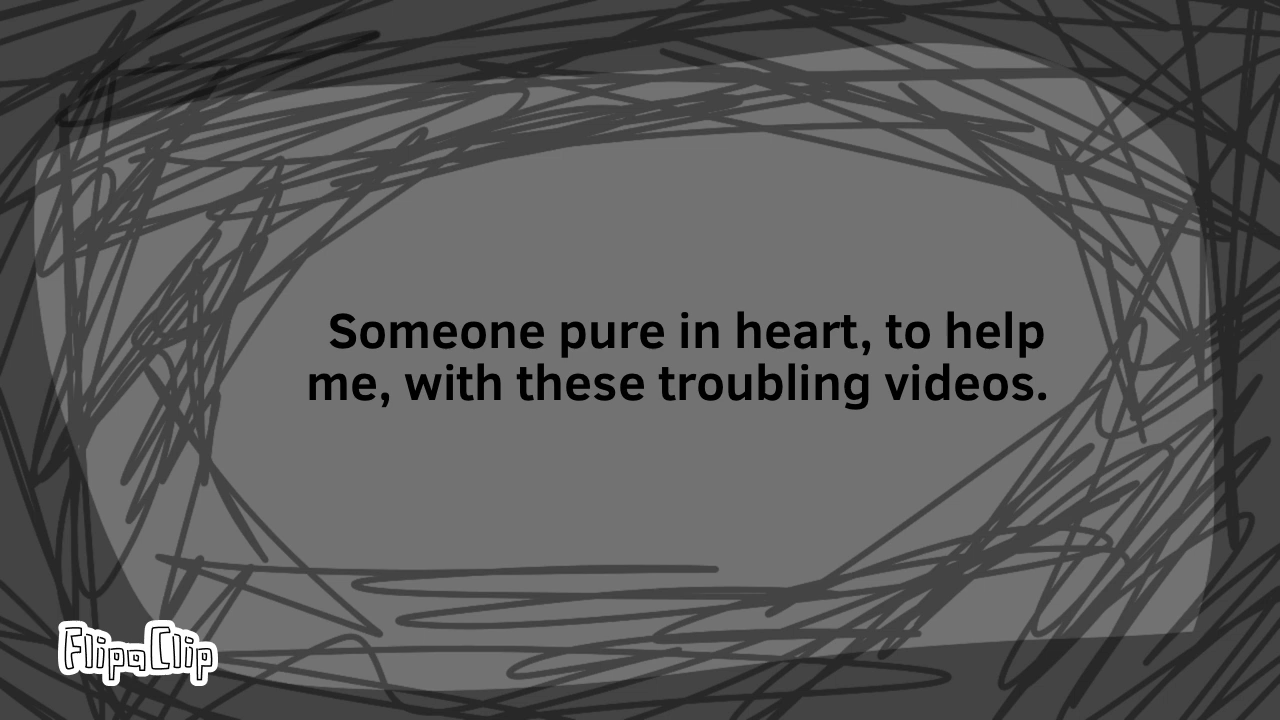 Someone pure in heart, to help
me, with these troubling videos.
FlipaClip